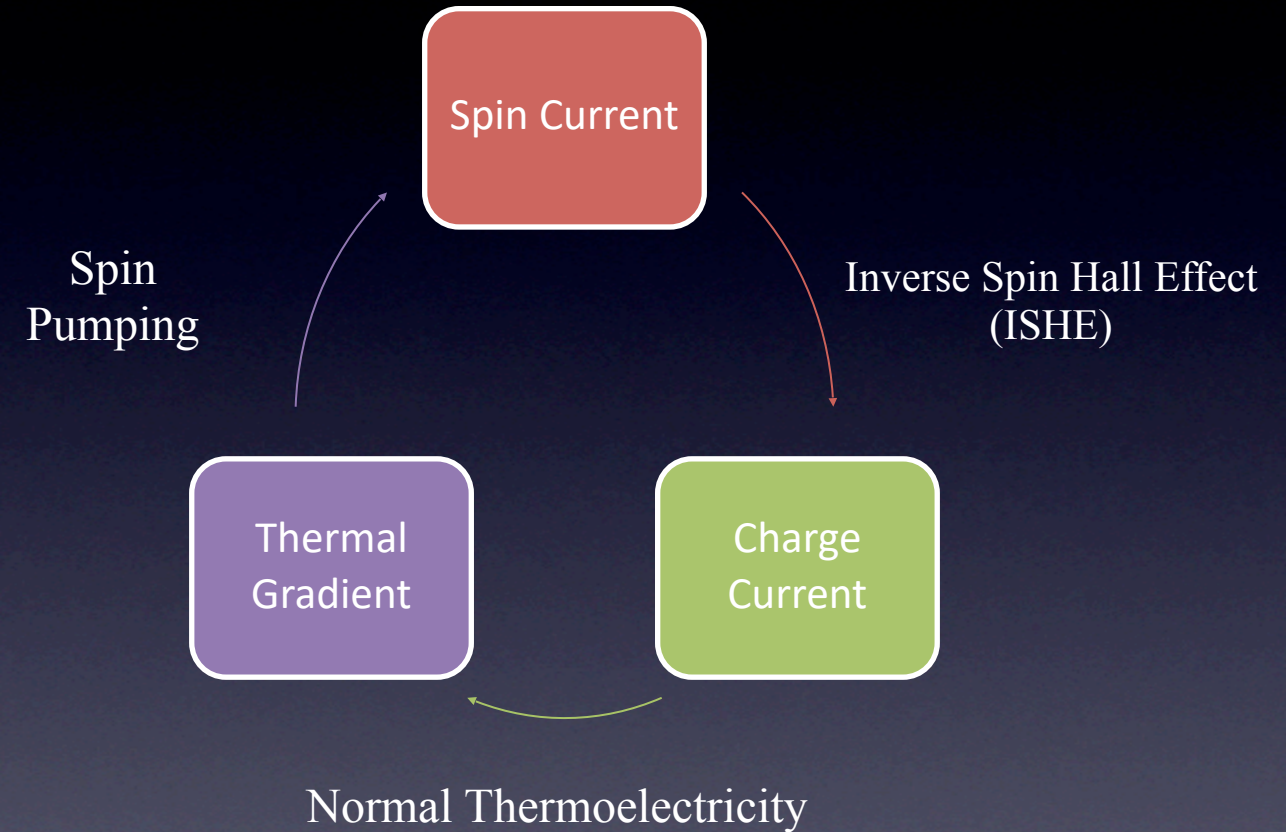 Spin Current
Spin
Pumping
Inverse Spin Hall Effect
(ISHE)
Thermal
Gradient
Charge
Current
Normal Thermoelectricity